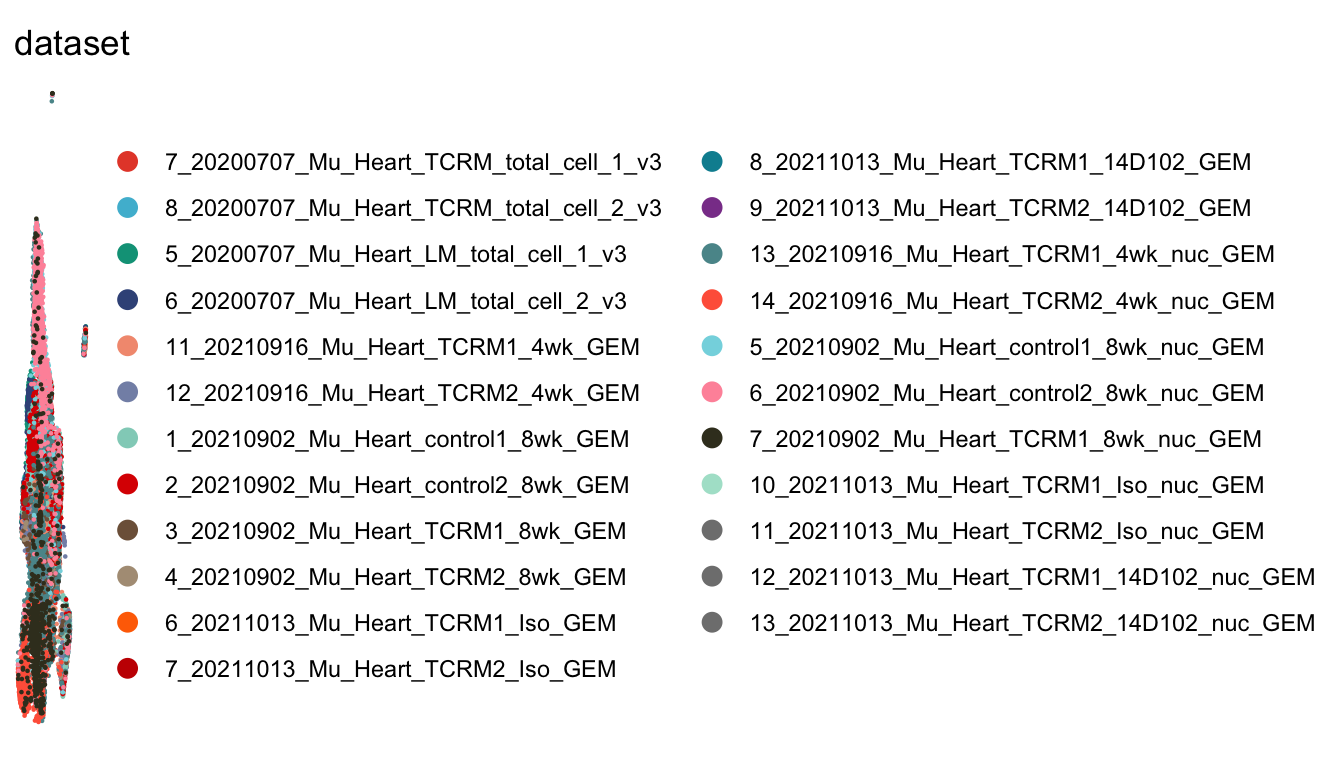 dataset
7_20200707_Mu_Heart_TCRM_total_cell_1_v3
8_20200707_Mu_Heart_TCRM_total_cell_2_v3
5_20200707_Mu_Heart_LM_total_cell_1_v3
6_20200707_Mu_Heart_LM_total_cell_2_v3
11_20210916_Mu_Heart_TCRM1_4wk_GEM
12_20210916_Mu_Heart_TCRM2_4wk_GEM
1_20210902_Mu_Heart_control1_8wk_GEM
2_20210902_Mu_Heart_control2_8wk_GEM
3_20210902_Mu_Heart_TCRM1_8wk_GEM
4_20210902_Mu_Heart_TCRM2_8wk_GEM
6_20211013_Mu_Heart_TCRM1_Iso_GEM
7_20211013_Mu_Heart_TCRM2_Iso_GEM
8_20211013_Mu_Heart_TCRM1_14D102_GEM
9_20211013_Mu_Heart_TCRM2_14D102_GEM
13_20210916_Mu_Heart_TCRM1_4wk_nuc_GEM
14_20210916_Mu_Heart_TCRM2_4wk_nuc_GEM
5_20210902_Mu_Heart_control1_8wk_nuc_GEM
6_20210902_Mu_Heart_control2_8wk_nuc_GEM
7_20210902_Mu_Heart_TCRM1_8wk_nuc_GEM
10_20211013_Mu_Heart_TCRM1_Iso_nuc_GEM
11_20211013_Mu_Heart_TCRM2_Iso_nuc_GEM
12_20211013_Mu_Heart_TCRM1_14D102_nuc_GEM
13_20211013_Mu_Heart_TCRM2_14D102_nuc_GEM